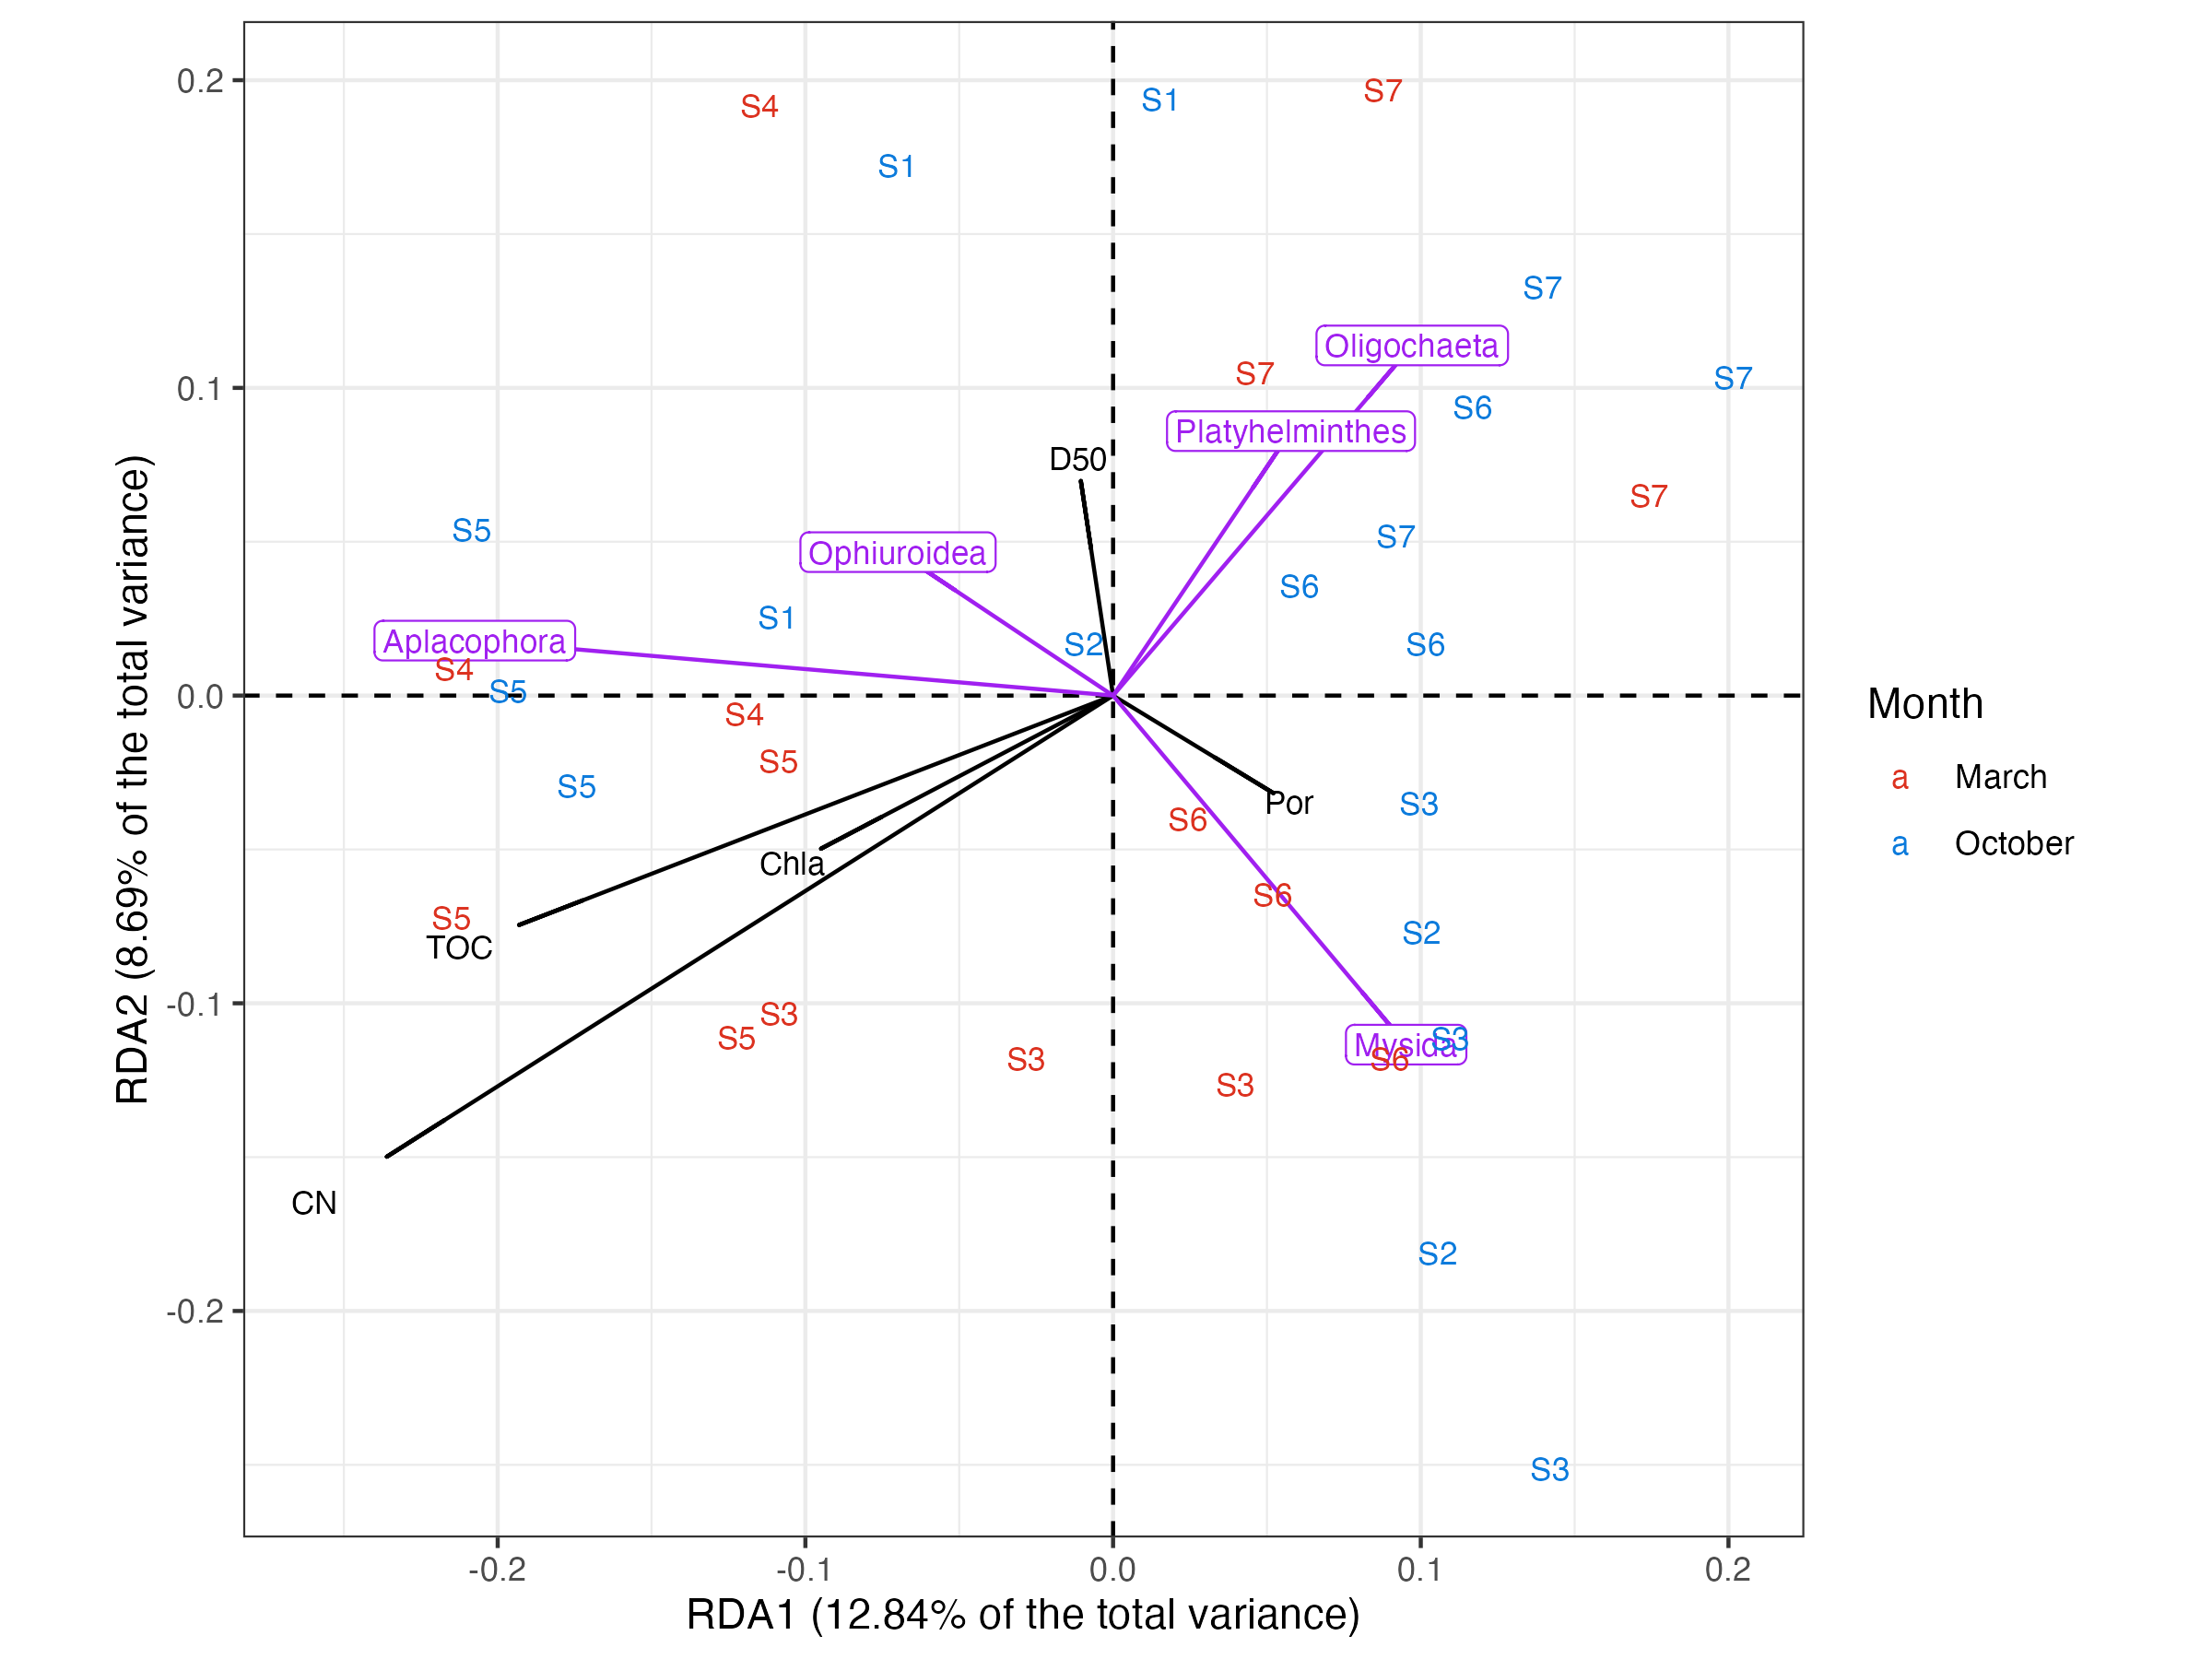 0.2
S4
S1
S7
S1
S7
Oligochaeta
S7
S7
0.1
S6
Platyhelminthes
D50
S7
S5
S7
Ophiuroidea
S6
S1
S2
S6
Aplacophora
S4
S5
0.0
S4
S5
S5
Por
S3
S6
Chla
S6
S5
S2
TOC
-0.1
S3
S5
S3
Mysida
S3
S6
S3
CN
S2
-0.2
S3
-0.2
-0.1
0.0
0.1
0.2
RDA1 (12.84% of the total variance)
RDA2 (8.69% of the total variance)
Month
a March
a October